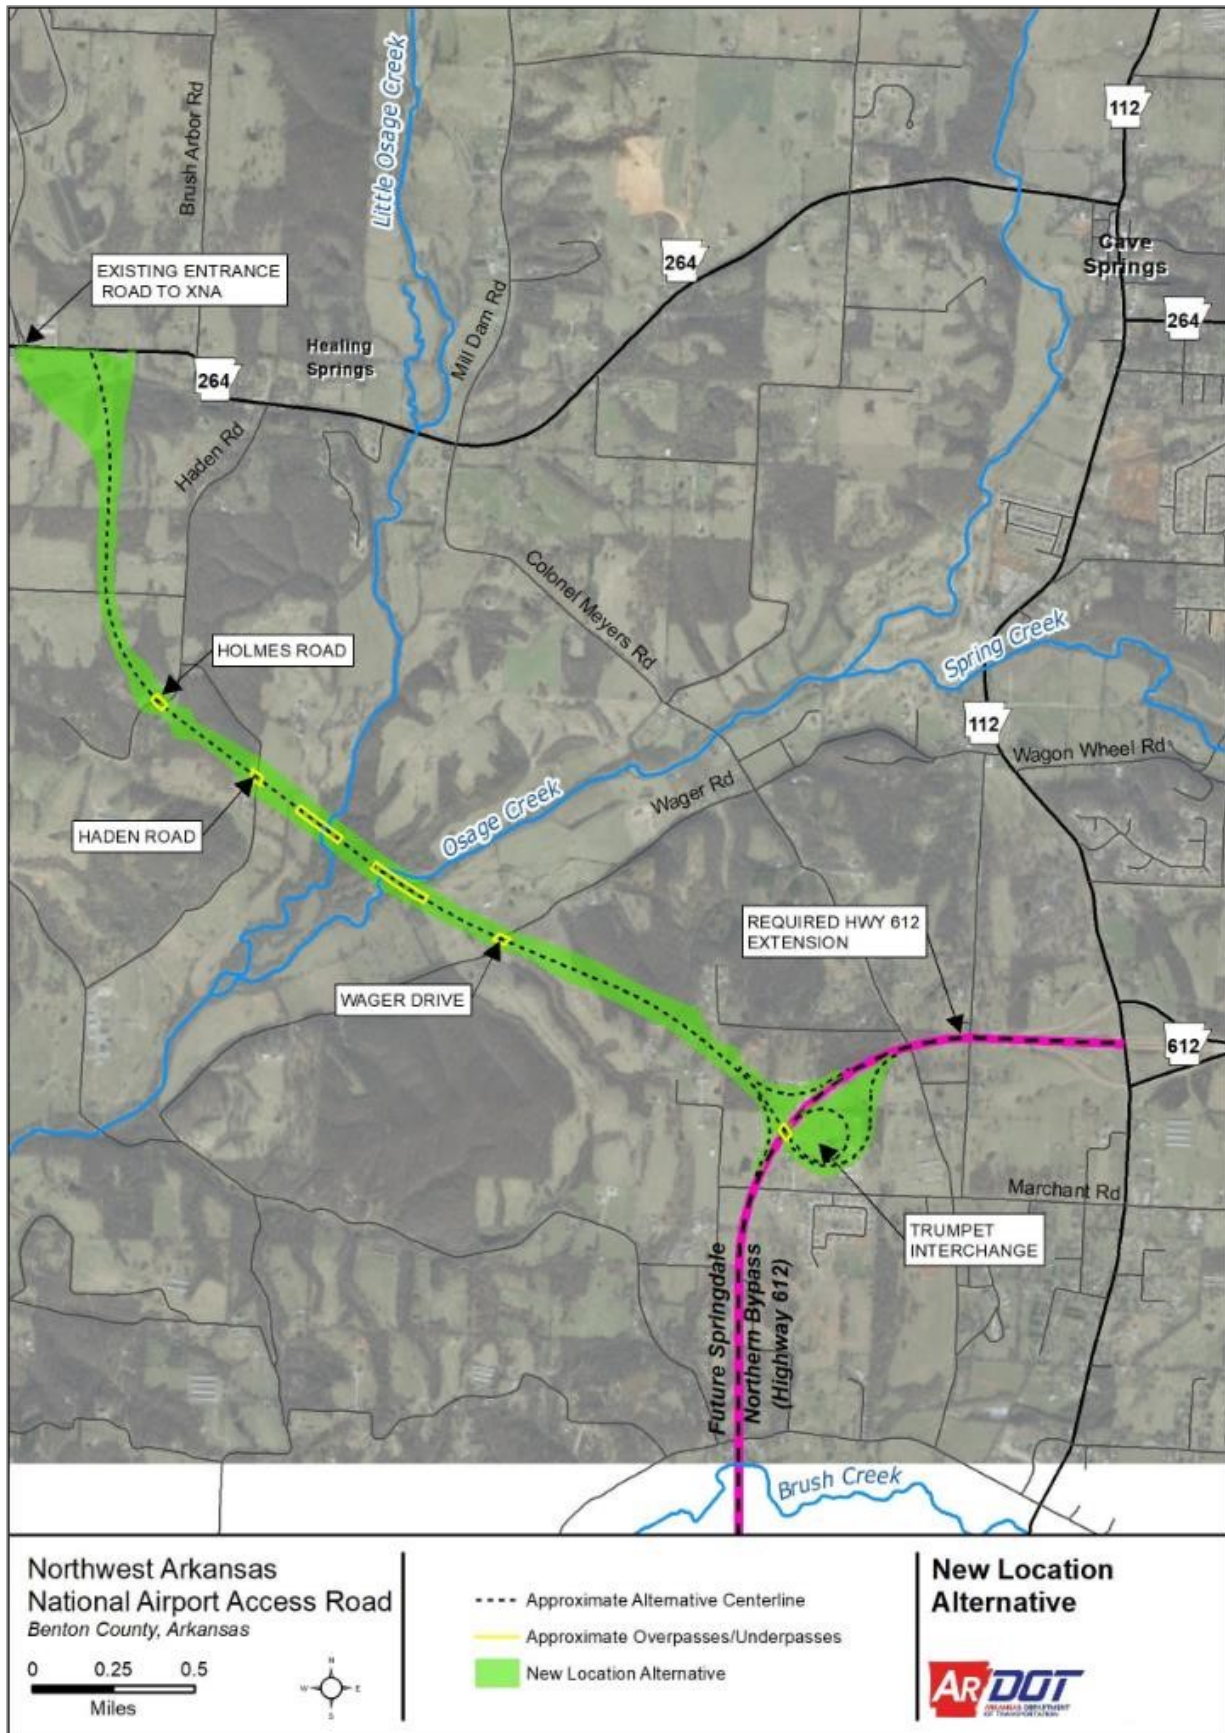 112
Brush Arbor Rd
Little Osage Creek
264
Cave
Springs
EXISTING ENTRANCE
ROAD TO XNA
264
Mill Dam Rd
Healing
Springs
264
Haden Rd
Colonel Meyers Rd
HOLMES ROAD
Spring Creek
112
Wagon Wheel Rd
Wager Rd
Osage Creek
HADEN ROAD
REQUIRED HWY 612
EXTENSION
WAGER DRIVE
612
Marchant Rd
TRUMPET
INTERCHANGE
Future Springdale
Northern Bypass
(Highway 612)
Brush Creek
Northwest Arkansas
National Airport Access Road
Benton County, Arkansas
0 0.25 0.5
Miles
N
W E
S
Approximate Alternative Centerline
Approximate Overpasses/Underpasses
New Location Alternative
New Location
Alternative
ARDOT
ARKANSAS DEPARTMENT
OF TRANSPORTATION